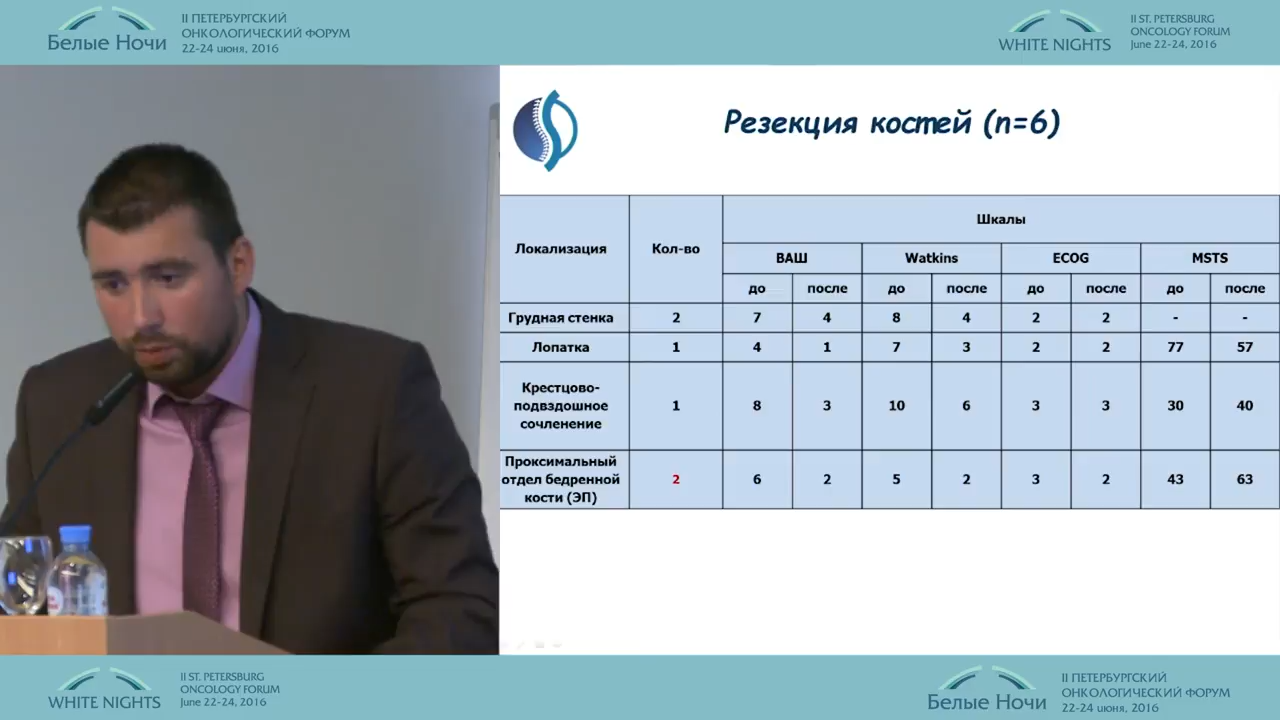 Белые Ночи
II ПЕТЕРБУРГСКИЙ
ОНКОЛОГИЧЕСКИЙ ФОРУМ
22-24 июня, 2016
WHITE NIGHTS
II ST. PETERSBURG
ONCOLOGY FORUM
June 22-24, 2016
Резекция костей (n=6)
Локализация Кол-во Шкалы
ВАШ Watkins ECOG MSTS
до после до после до после до после
Грудная стенка 2 7 4 8 4 2 2 - -
Лопатка 1 4 1 7 3 2 2 77 57
Крестцово-
подвздошное
сочленение
1 8 3 10 6 3 3 30 40
Проксимальный
отдел бедренной
кости (ЭП)
2 6 2 5 2 3 2 43 63
WHITE NIGHTS
II ST. PETERSBURG
ONCOLOGY FORUM
June 22-24, 2016
Белые Ночи
II ПЕТЕРБУРГСКИЙ
ОНКОЛОГИЧЕСКИЙ ФОРУМ
22-24 июня, 2016